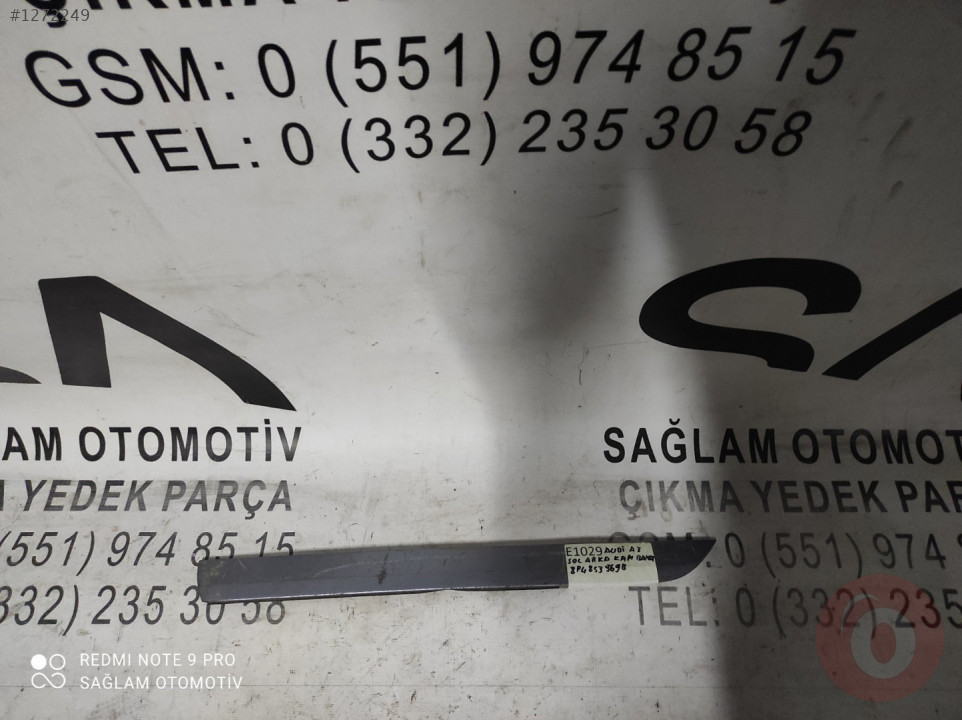 #1272249
GSM: 0 (551) 974 85 15
TEL: 0 (332) 235 30 58
SA
LAM OTOMOTİV
A YEDEK PARÇA
(551) 974 85 15
332) 235 30 58
SAĞLAM OTOMOT
ÇIKMA YEDEK PAR
0 (551) 974
TEL: 0 (332) 235
E1029 AUDİ A3
SOL ARKA KAPI BANDI
8P4853969B
REDMI NOTE 9 PRO
SAĞLAM OTOMOTİV